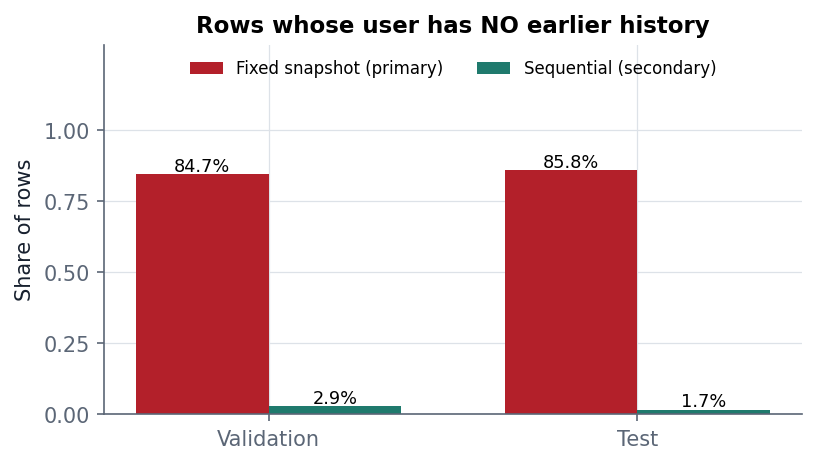 Rows whose user has NO earlier history
Fixed snapshot (primary)
Sequential (secondary)
Share of rows
1.00
0.75
0.50
0.25
0.00
84.7%
2.9%
85.8%
1.7%
Validation
Test